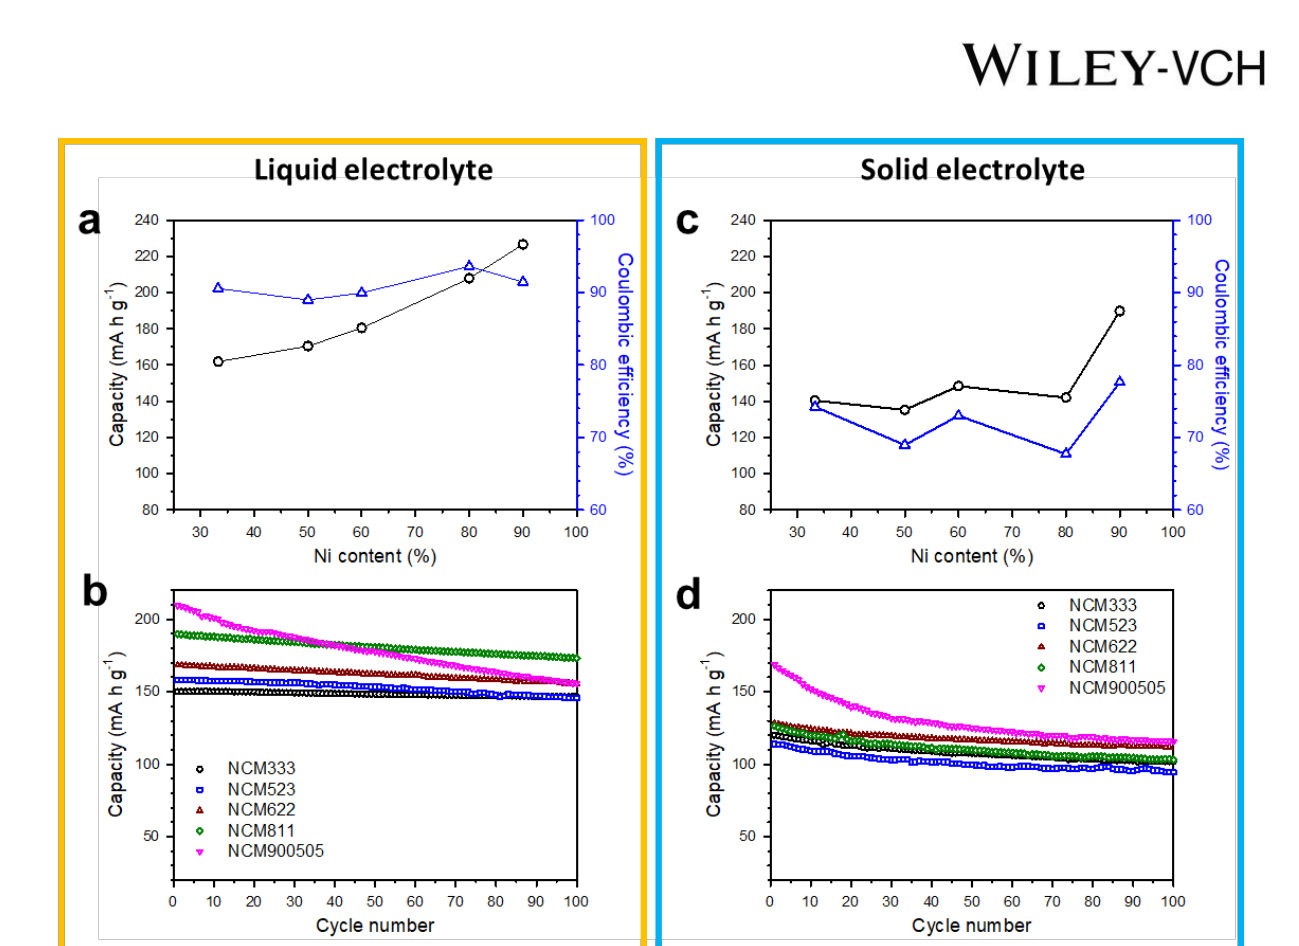 WILEY-VCH
Liquid electrolyte
a
240
220
200
180
160
140
120
100
80
Capacity (mA h g-1)
100
90
80
70
60
Coulombic efficiency (%)
30 40 50 60 70 80 90 100
Ni content (%)
b
200
150
100
50
Capacity (mA h g-1)
NCM333
NCM523
NCM622
NCM811
NCM900505
0 10 20 30 40 50 60 70 80 90 100
Cycle number
Solid electrolyte
c
240
220
200
180
160
140
120
100
80
Capacity (mA h g-1)
100
90
80
70
60
Coulombic efficiency (%)
30 40 50 60 70 80 90 100
Ni content (%)
d
200
150
100
50
Capacity (mA h g-1)
NCM333
NCM523
NCM622
NCM811
NCM900505
0 10 20 30 40 50 60 70 80 90 100
Cycle number